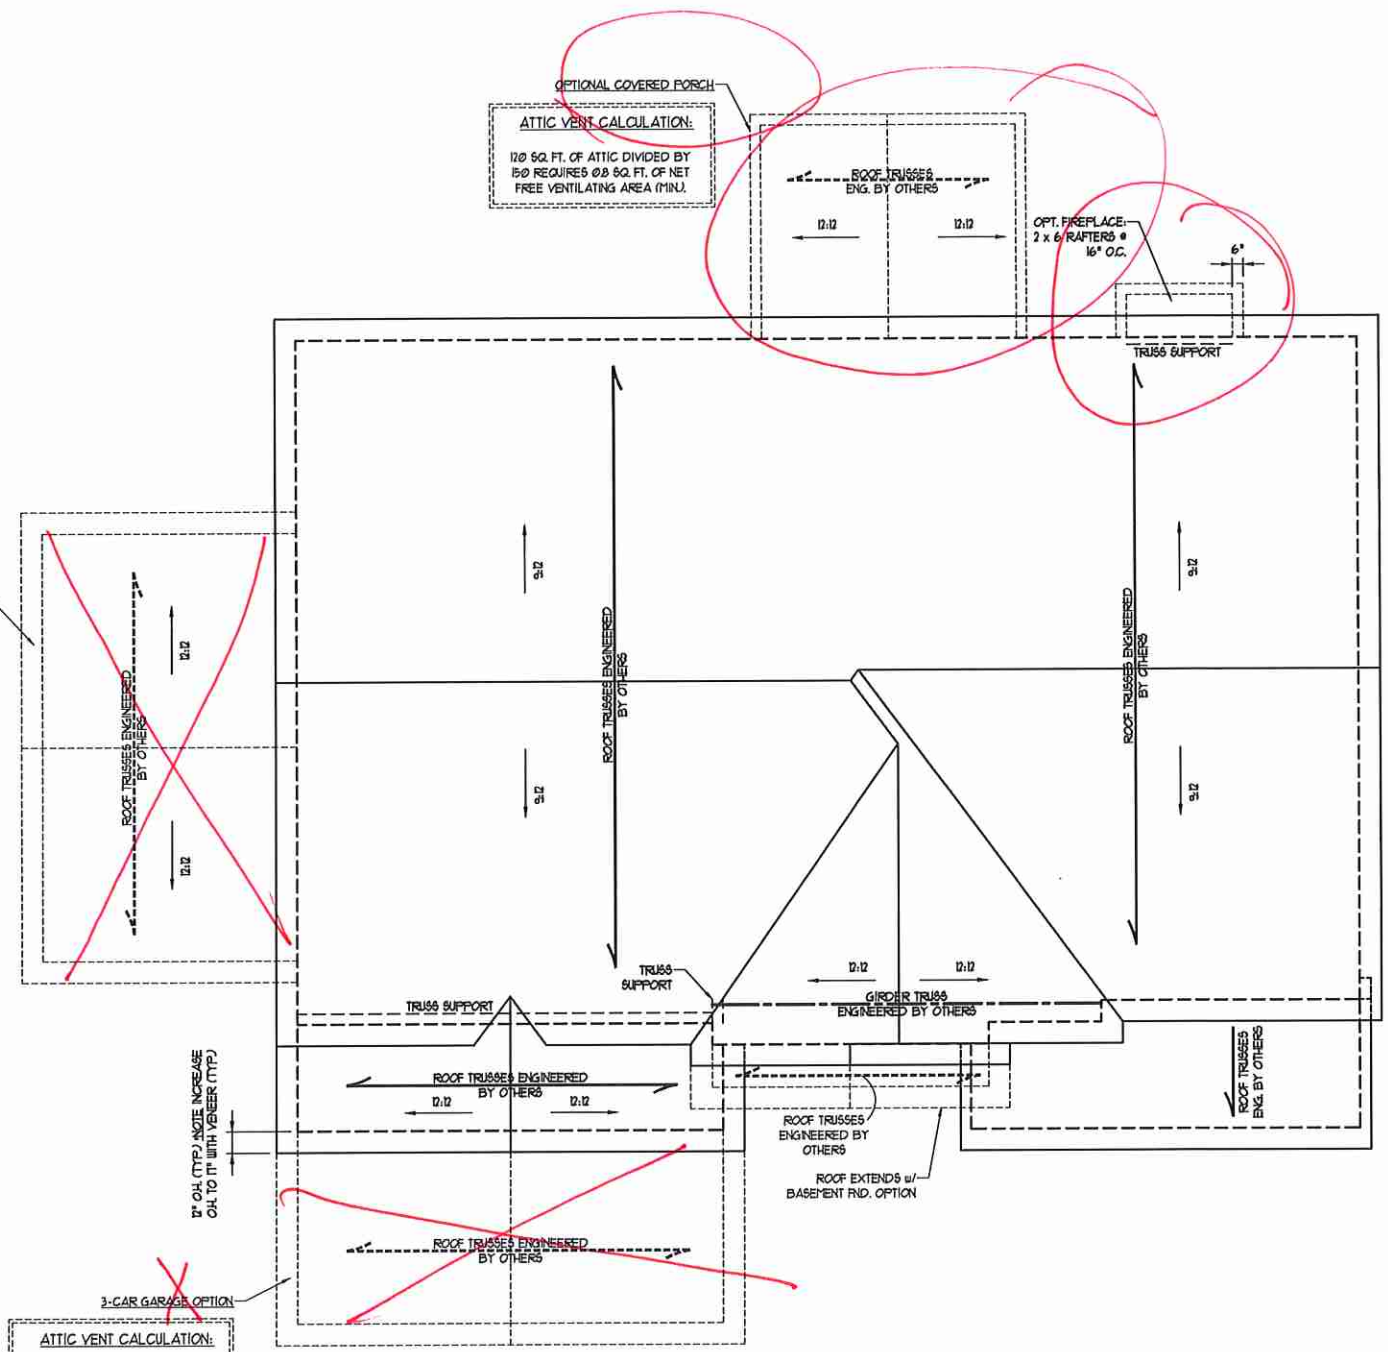 OPTIONAL COVERED PORCH
ATTIC VENT CALCULATION:
120 SQ. FT. OF ATTIC DIVIDED BY
150 REQUIRES 0.8 SQ. FT. OF NET
FREE VENTILATING AREA (MIN.).
ROOF TRUSSES
ENG. BY OTHERS
12:12
12:12
OPT. FIREPLACE:
2 x 6 RAFTERS @
16" O.C.
6"
TRUSS SUPPORT
9:12
9:12
ROOF TRUSSES ENGINEERED
BY OTHERS
12:12
12:12
ROOF TRUSSES ENGINEERED
BY OTHERS
ROOF TRUSSES ENGINEERED
BY OTHERS
9:12
9:12
TRUSS
SUPPORT
12:12
12:12
GIRDER TRUSS
ENGINEERED BY OTHERS
TRUSS SUPPORT
ROOF TRUSSES ENGINEERED
BY OTHERS
12:12
12:12
ROOF TRUSSES
ENG. BY OTHERS
12" O.H. (TYP.) NOTE: INCREASE
O.H. TO 17" WITH VENEER (TYP.)
ROOF TRUSSES
ENGINEERED BY
OTHERS
ROOF EXTENDS w/
BASEMENT FND. OPTION
ROOF TRUSSES ENGINEERED
BY OTHERS
3-CAR GARAGE OPTION
ATTIC VENT CALCULATION: